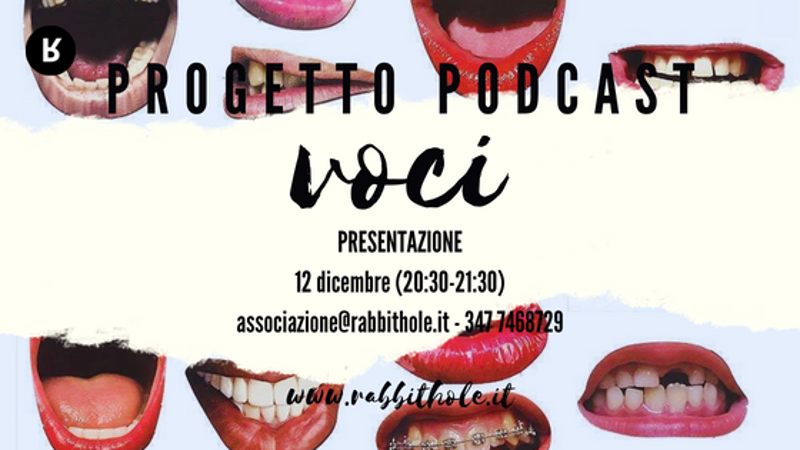 R
PROGETTO PODCAST
voci
PRESENTAZIONE
12 dicembre (20:30-21:30)
associazione@rabbithole.it - 347 7468729
www.rabbithole.it